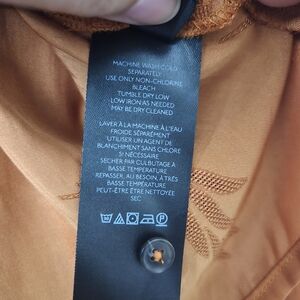 MACHINE WASH COLD
SEPARATELY
USE ONLY NON-CHLORINE
BLEACH
TUMBLE DRY LOW
LOW IRON AS NEEDED
MAY BE DRY CLEANED
LAVER À LA MACHINE À L'EAU
FROIDE SÉPARÉMENT
UTILISER UN AGENT DE
BLANCHIMENT SANS CHLORE
SI NÉCESSAIRE
SÉCHER PAR CULBUTAGE À
BASSE TEMPÉRATURE
REPASSER, AU BESOIN, À TRÈS
BASSE TEMPÉRATURE
PEUT-ÊTRE ÊTRE NETTOYÉE
SEC